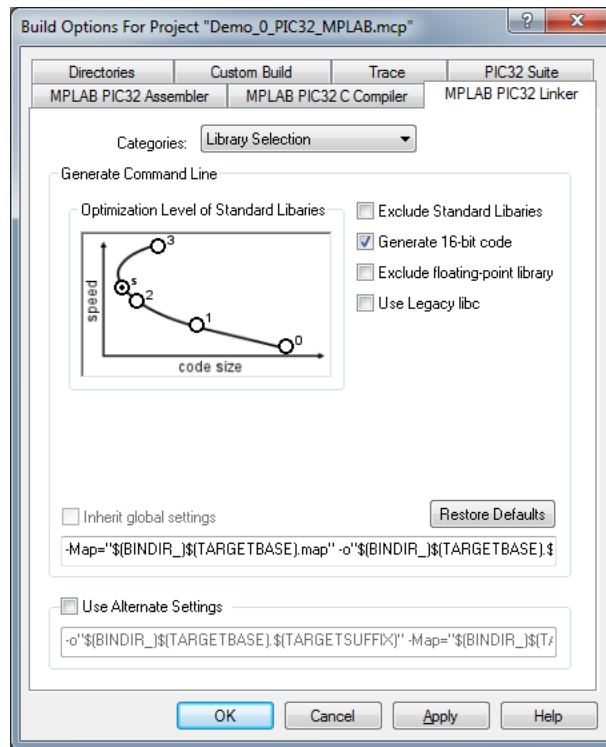 Build Options For Project "Demo_0_PIC32_MPLAB.mcp"
Directories Custom Build Trace PIC32 Suite
MPLAB PIC32 Assembler MPLAB PIC32 C Compiler MPLAB PIC32 Linker
Categories: Library Selection
Generate Command Line
Optimization Level of Standard Libaries
Exclude Standard Libaries
Generate 16-bit code
Exclude floating-point library
Use Legacy libc
speed
3
s
2
1
0
code size
Inherit global settings
Restore Defaults
-Map="$(BINDIR_)$(TARGETBASE).map" -o"$(BINDIR_)$(TARGETBASE).$
Use Alternate Settings
-o"$(BINDIR_)$(TARGETBASE).$(TARGETSUFFIX)" -Map="$(BINDIR_)$(TA
OK Cancel Apply Help